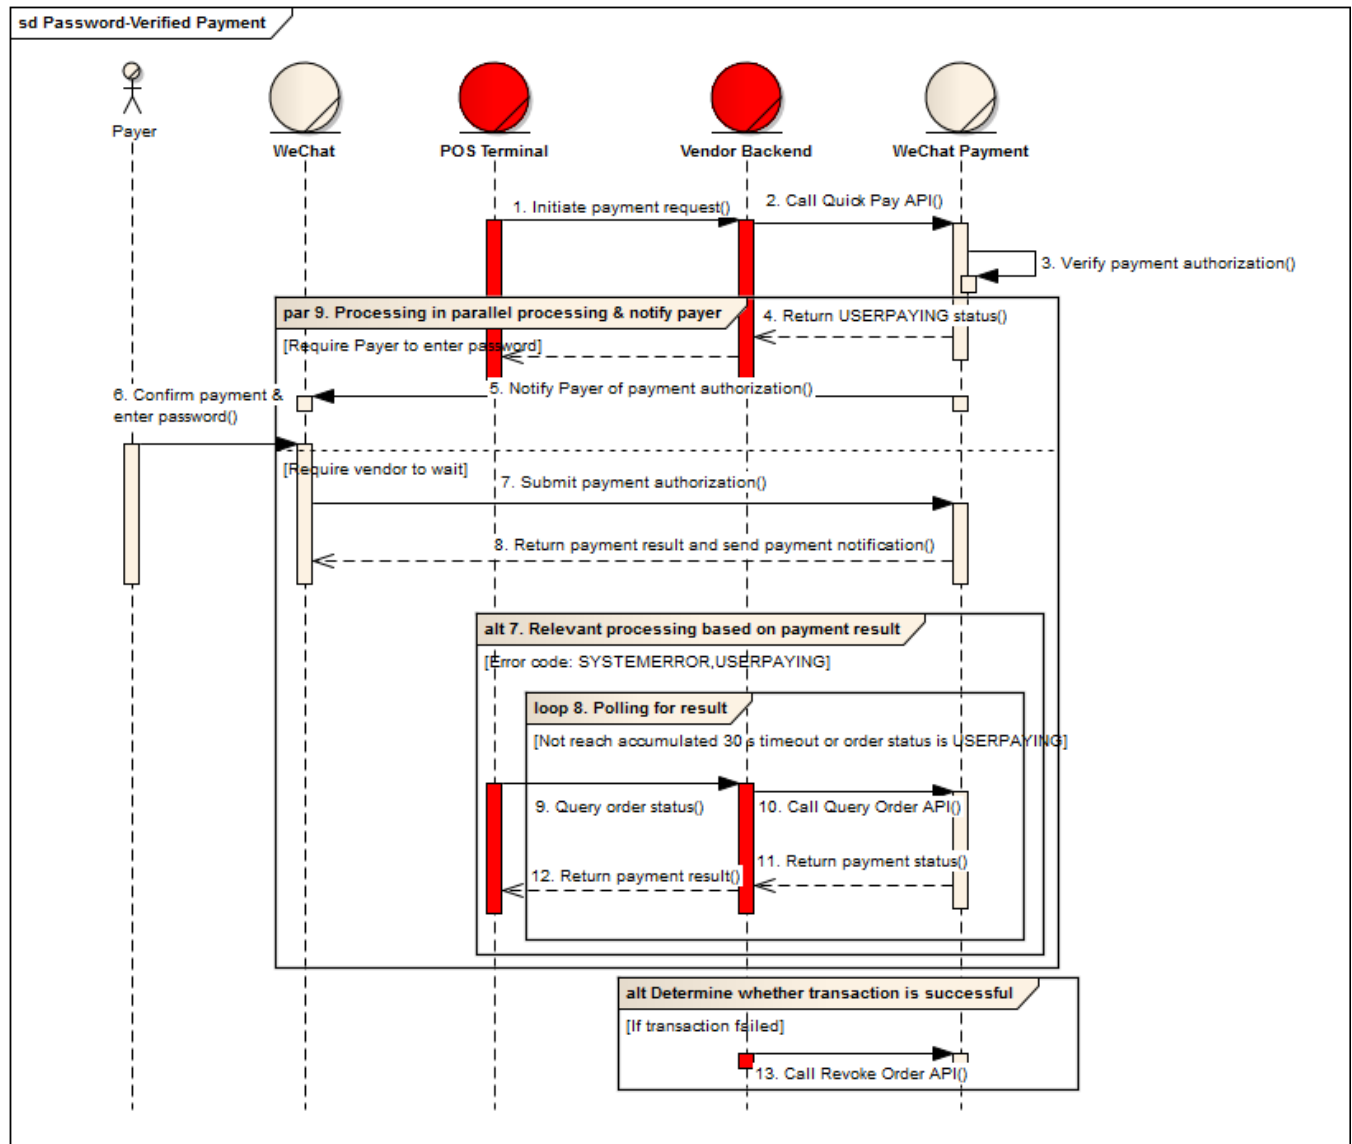 sd Password-Verified Payment
Payer
WeChat
POS Terminal
Vendor Backend
WeChat Payment
1. Initiate payment request()
2. Call Quick Pay API()
3. Verify payment authorization()
par 9. Processing in parallel processing & notify payer
4. Return USERPAYING status()
[Require Payer to enter password]
5. Notify Payer of payment authorization()
6. Confirm payment &
enter password()
[Require vendor to wait]
7. Submit payment authorization()
8. Return payment result and send payment notification()
alt 7. Relevant processing based on payment result
[Error code: SYSTEMERROR,USERPAYING]
loop 8. Polling for result
[Not reach accumulated 30 s timeout or order status is USERPAYING]
9. Query order status()
10. Call Query Order API()
11. Return payment status()
12. Return payment result()
alt Determine whether transaction is successful
[If transaction failed]
13. Call Revoke Order API()